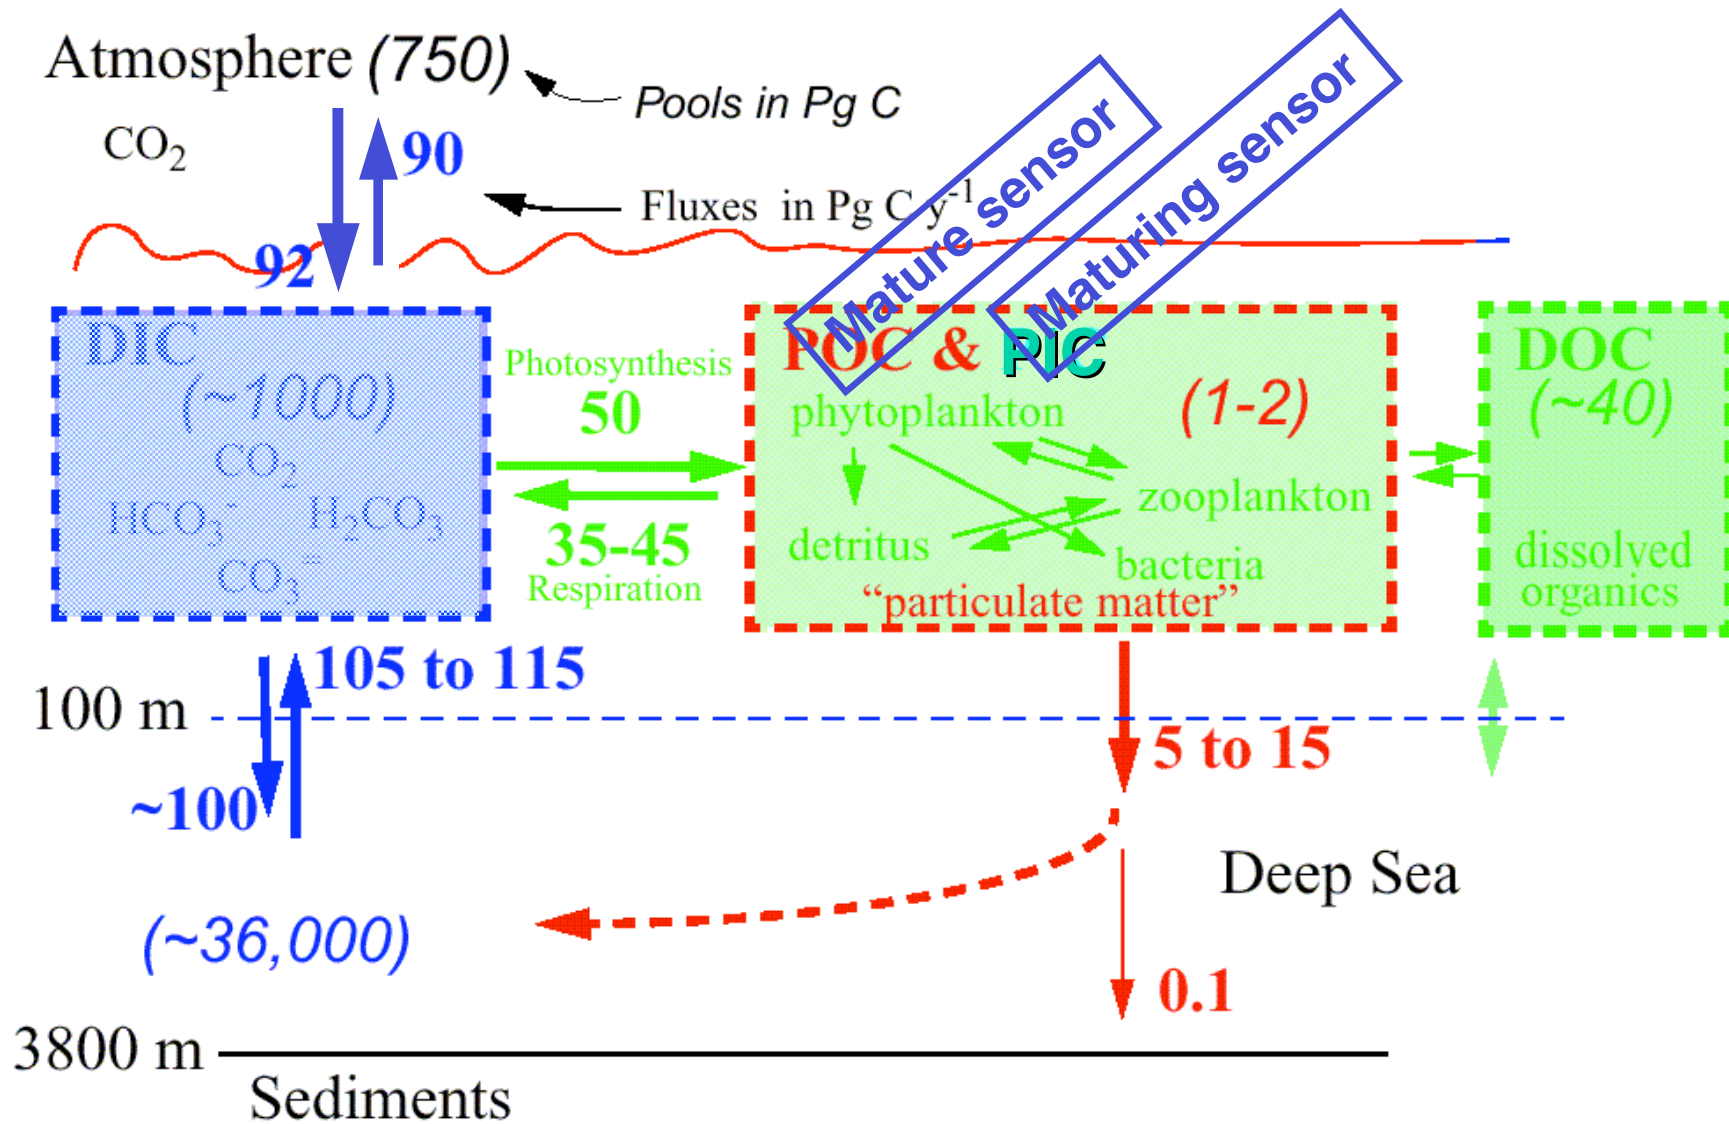 Atmosphere (750)
Pools in Pg C
CO₂
90
Fluxes in Pg C y⁻¹
92
Mature sensor
Maturing sensor
DIC
(~1000)
CO₂
HCO₃⁻ H₂CO₃
CO₃⁼
Photosynthesis
50
35-45
Respiration
POC & PIC
(1-2)
phytoplankton
zooplankton
detritus
bacteria
“particulate matter”
DOC
(~40)
dissolved
organics
105 to 115
100 m
~100
5 to 15
Deep Sea
(~36,000)
0.1
3800 m
Sediments